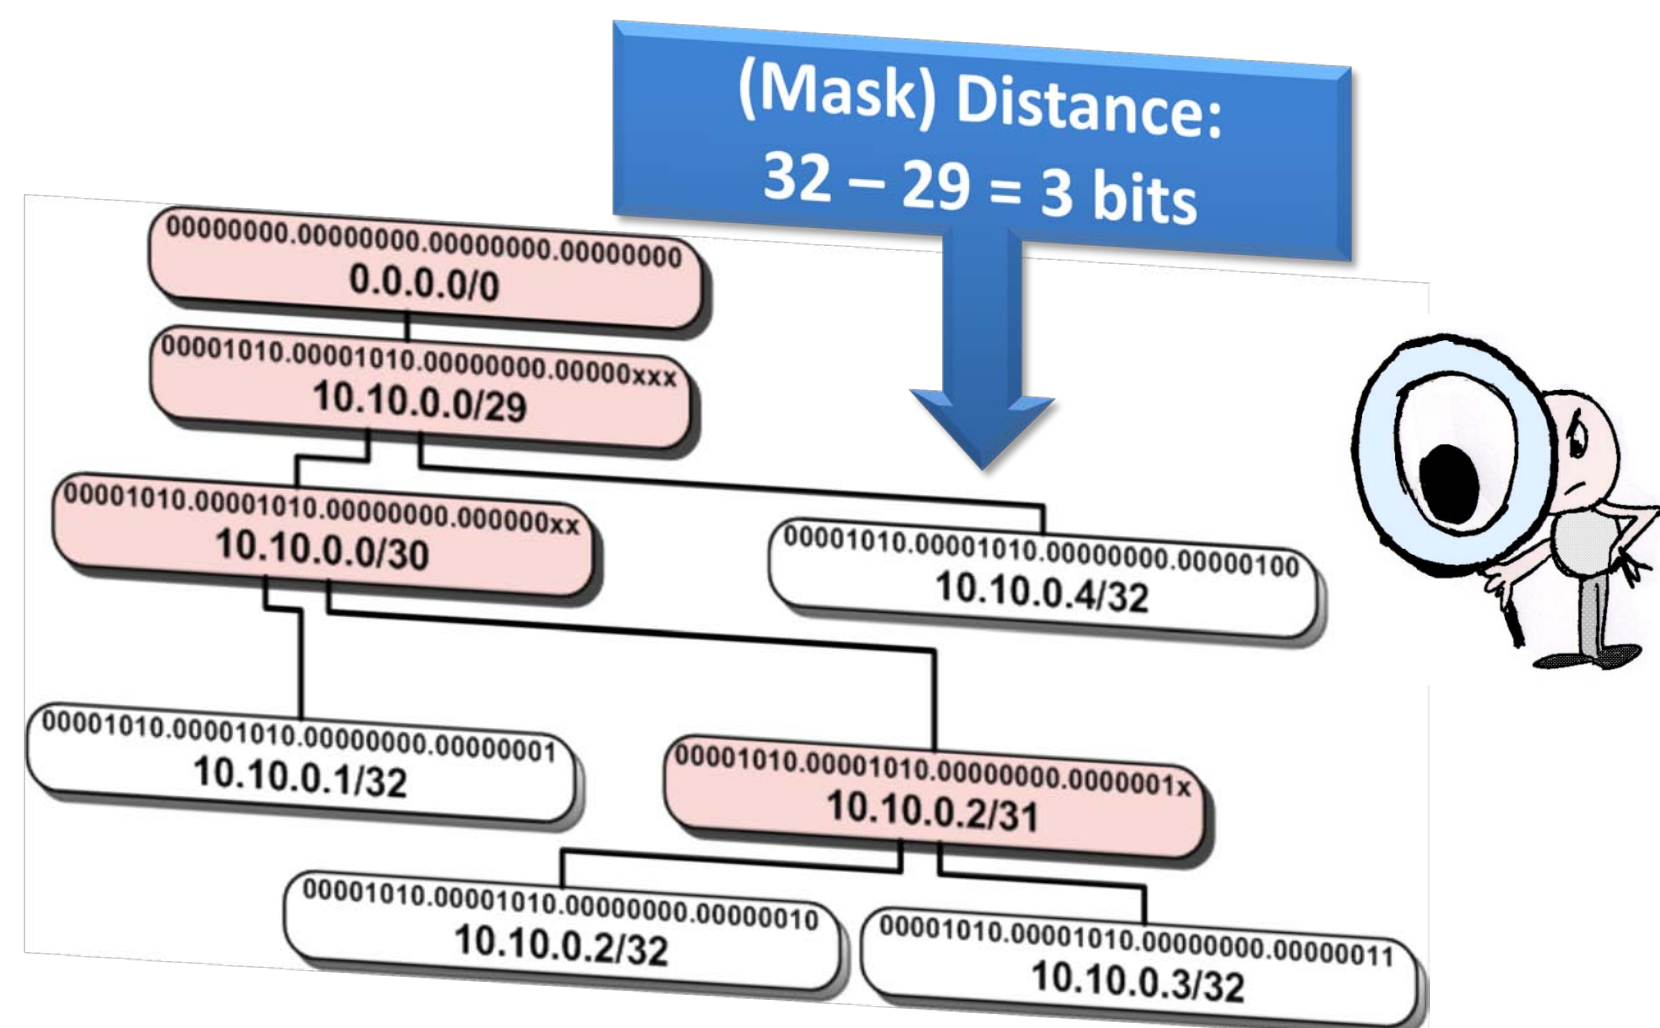 (Mask) Distance:
32 – 29 = 3 bits
00000000.00000000.00000000.00000000
0.0.0.0/0
00001010.00001010.00000000.00000xxx
10.10.0.0/29
00001010.00001010.00000000.000000xx
10.10.0.0/30
00001010.00001010.00000000.00000100
10.10.0.4/32
00001010.00001010.00000000.00000001
10.10.0.1/32
00001010.00001010.00000000.0000001x
10.10.0.2/31
00001010.00001010.00000000.00000010
10.10.0.2/32
00001010.00001010.00000000.00000011
10.10.0.3/32